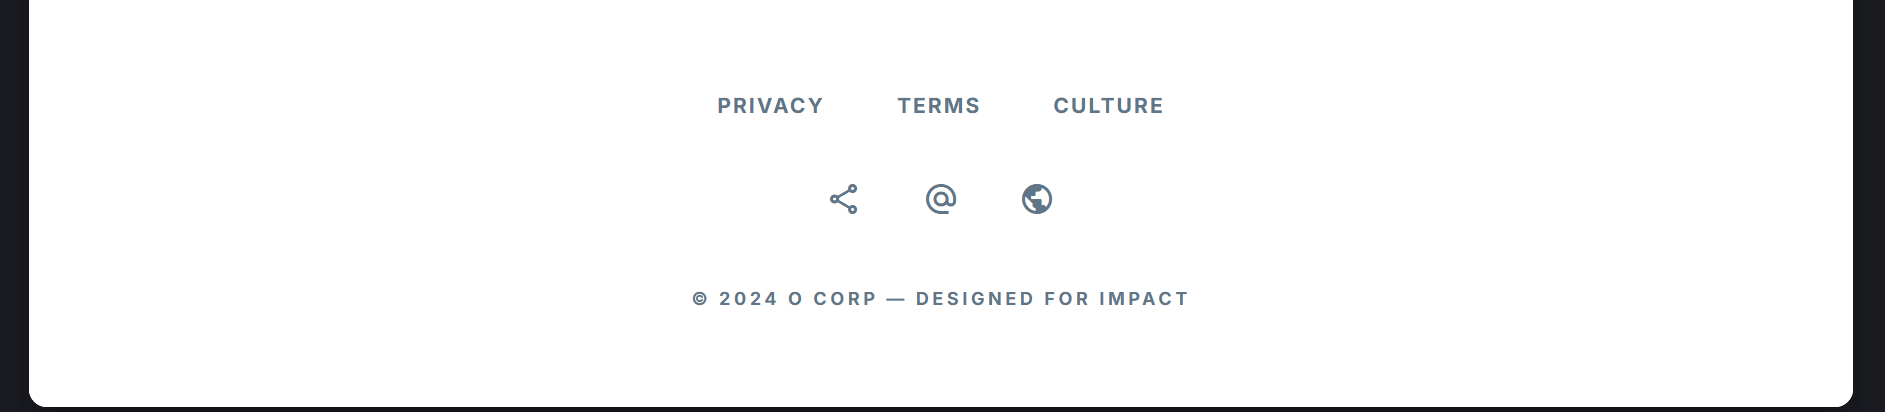 PRIVACY TERMS CULTURE
© 2024 O CORP — DESIGNED FOR IMPACT